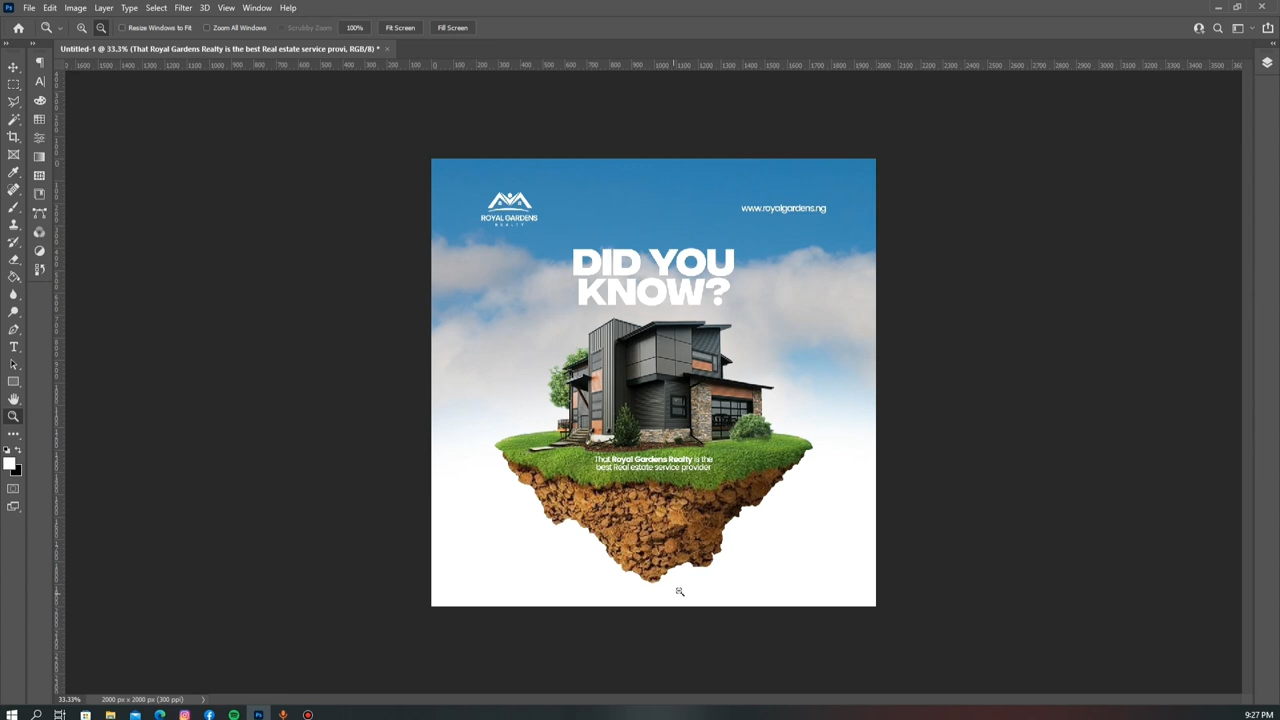 File Edit Image Layer Type Select Filter 3D View Window Help
Resize Windows to Fit Zoom All Windows Scrubby Zoom 100% Fit Screen Fill Screen
Untitled-1 @ 33.3% (That Royal Gardens Realty is the best Real estate service provi, RGB/8) *
ROYAL GARDENS
REALTY
www.royalgardens.ng
DID YOU
KNOW?
That Royal Gardens Realty is the
best Real estate service provider
33.33% 2000 px x 2000 px (300 ppi)
9:27 PM